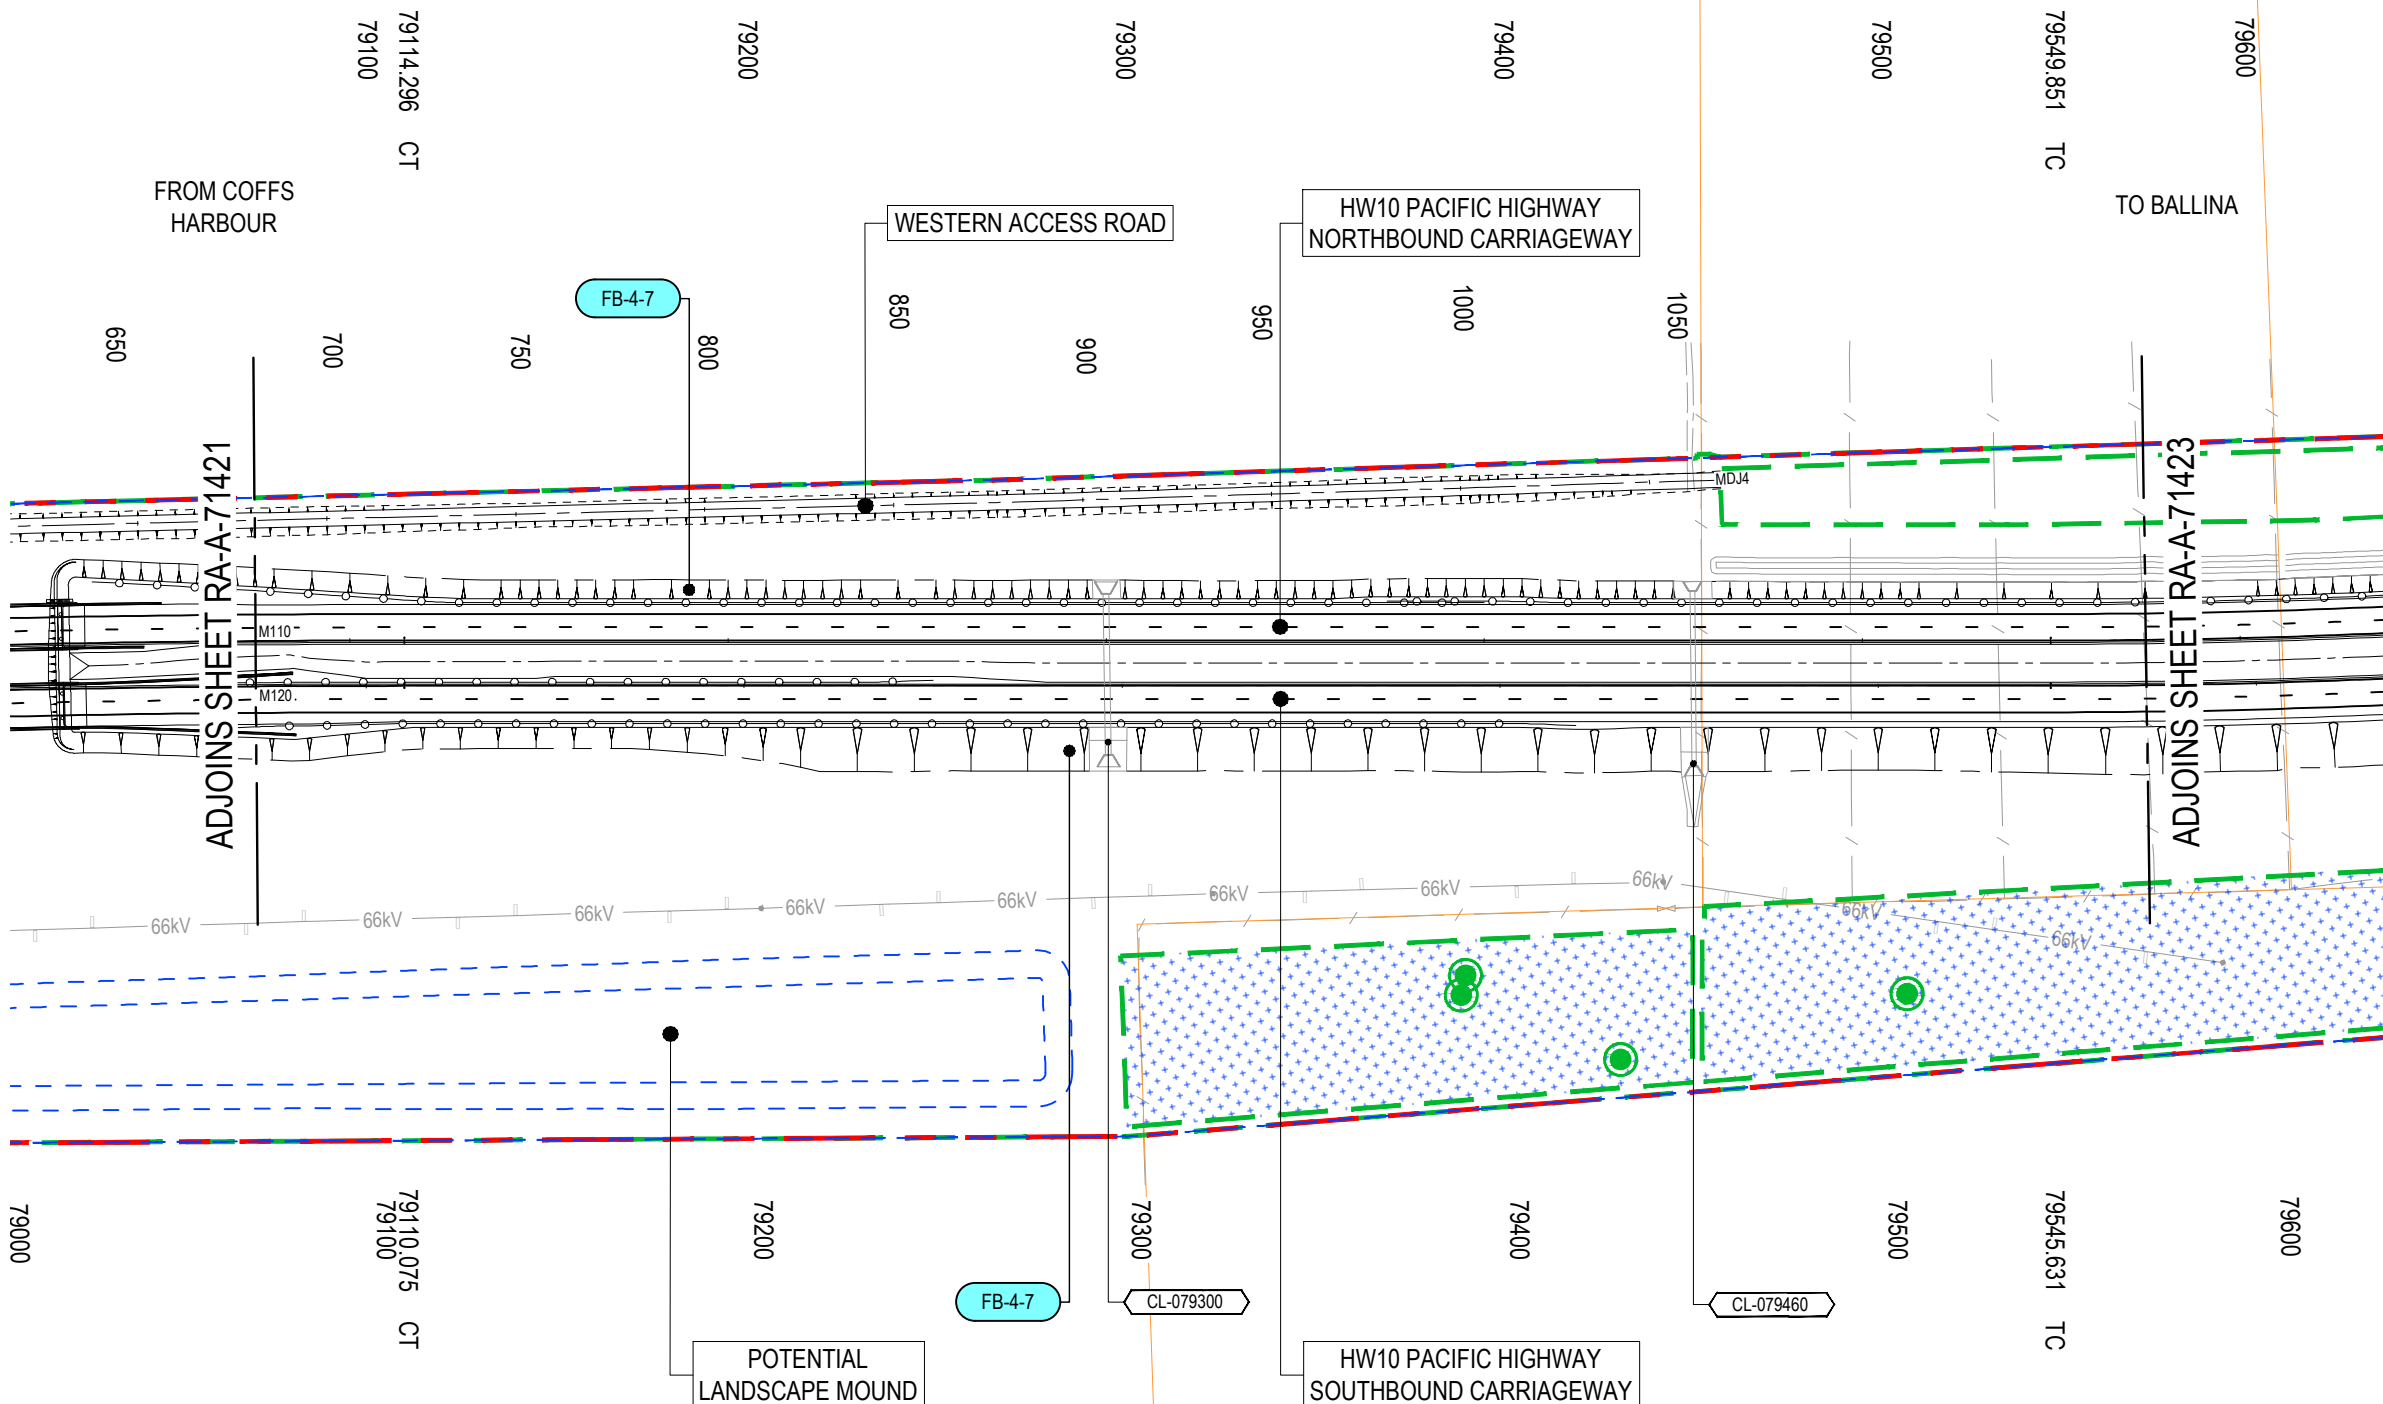 79100
79114.296 CT
79200
79300
79400
79500
79549.851 TC
79600
FROM COFFS
HARBOUR
WESTERN ACCESS ROAD
HW10 PACIFIC HIGHWAY
NORTHBOUND CARRIAGEWAY
TO BALLINA
FB-4-7
650
700
750
800
850
900
950
1000
1050
ADJOINS SHEET RA-A-71421
ADJOINS SHEET RA-A-71423
MDJ4
M110
M120
66kV
66kV
66kV
66kV
66kV
66kV
66kV
66kV
66kV
66kV
79000
79100
79110.075 CT
79200
79300
79400
79500
79545.631 TC
79600
FB-4-7
CL-079300
CL-079460
POTENTIAL
LANDSCAPE MOUND
HW10 PACIFIC HIGHWAY
SOUTHBOUND CARRIAGEWAY